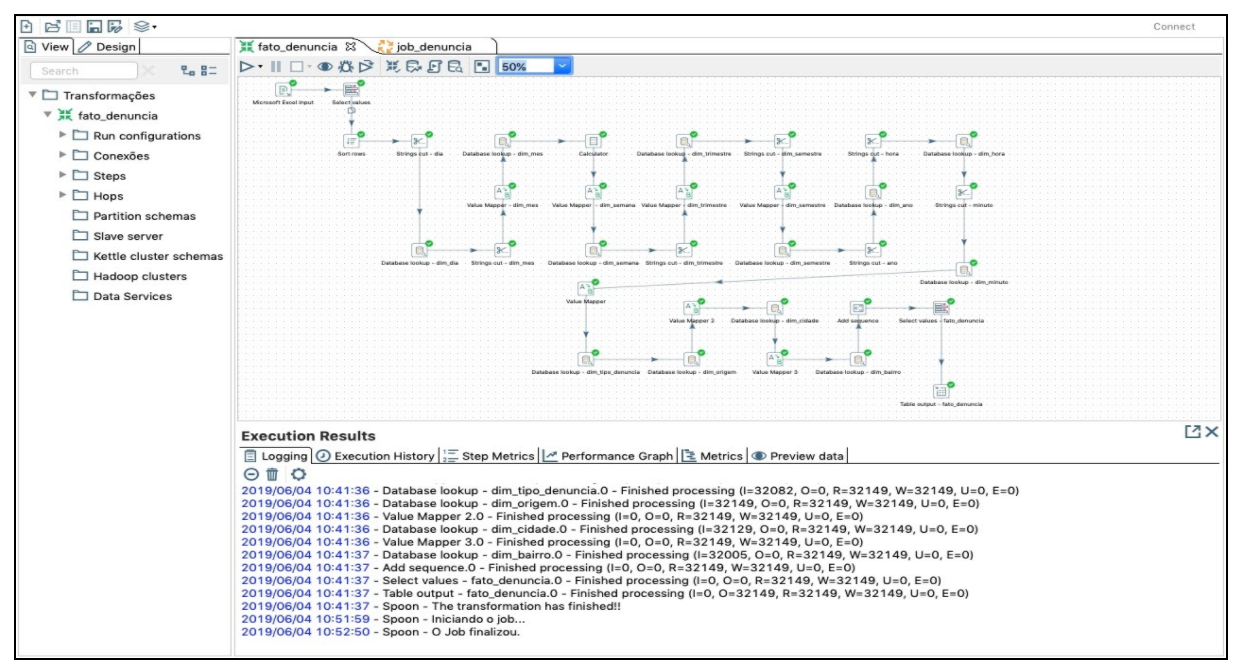 Connect
View Design
fato_denuncia job_denuncia
Search
50%
Transformações
fato_denuncia
Run configurations
Conexões
Steps
Hops
Partition schemas
Slave server
Kettle cluster schemas
Hadoop clusters
Data Services
Microsoft Excel input Select values
Sort rows Strings cut - dia Database lookup - dim_mes Calculator Database lookup - dim_trimestre Strings cut - dim_semestre Strings cut - hora Database lookup - dim_hora
Value Mapper - dim_mes Value Mapper - dim_semana Value Mapper - dim_trimestre Value Mapper - dim_semestre Database lookup - dim_ano Strings cut - minuto
Database lookup - dim_dia Strings cut - dim_mes Database lookup - dim_semana Strings cut - dim_trimestre Database lookup - dim_semestre Strings cut - ano
Database lookup - dim_minuto
Value Mapper
Value Mapper 2 Database lookup - dim_cidade Add sequence Select values - fato_denuncia
Database lookup - dim_tipo_denuncia Database lookup - dim_origem Value Mapper 3 Database lookup - dim_bairro
Table output - fato_denuncia
Execution Results
Logging Execution History Step Metrics Performance Graph Metrics Preview data
2019/06/04 10:41:36 - Database lookup - dim_tipo_denuncia.0 - Finished processing (I=32082, O=0, R=32149, W=32149, U=0, E=0)
2019/06/04 10:41:36 - Database lookup - dim_origem.0 - Finished processing (I=32149, O=0, R=32149, W=32149, U=0, E=0)
2019/06/04 10:41:36 - Value Mapper 2.0 - Finished processing (I=0, O=0, R=32149, W=32149, U=0, E=0)
2019/06/04 10:41:36 - Database lookup - dim_cidade.0 - Finished processing (I=32129, O=0, R=32149, W=32149, U=0, E=0)
2019/06/04 10:41:36 - Value Mapper 3.0 - Finished processing (I=0, O=0, R=32149, W=32149, U=0, E=0)
2019/06/04 10:41:37 - Database lookup - dim_bairro.0 - Finished processing (I=32005, O=0, R=32149, W=32149, U=0, E=0)
2019/06/04 10:41:37 - Add sequence.0 - Finished processing (I=0, O=0, R=32149, W=32149, U=0, E=0)
2019/06/04 10:41:37 - Select values - fato_denuncia.0 - Finished processing (I=0, O=0, R=32149, W=32149, U=0, E=0)
2019/06/04 10:41:37 - Table output - fato_denuncia.0 - Finished processing (I=0, O=32149, R=32149, W=32149, U=0, E=0)
2019/06/04 10:41:37 - Spoon - The transformation has finished!!
2019/06/04 10:51:59 - Spoon - Iniciando o job...
2019/06/04 10:52:50 - Spoon - O Job finalizou.